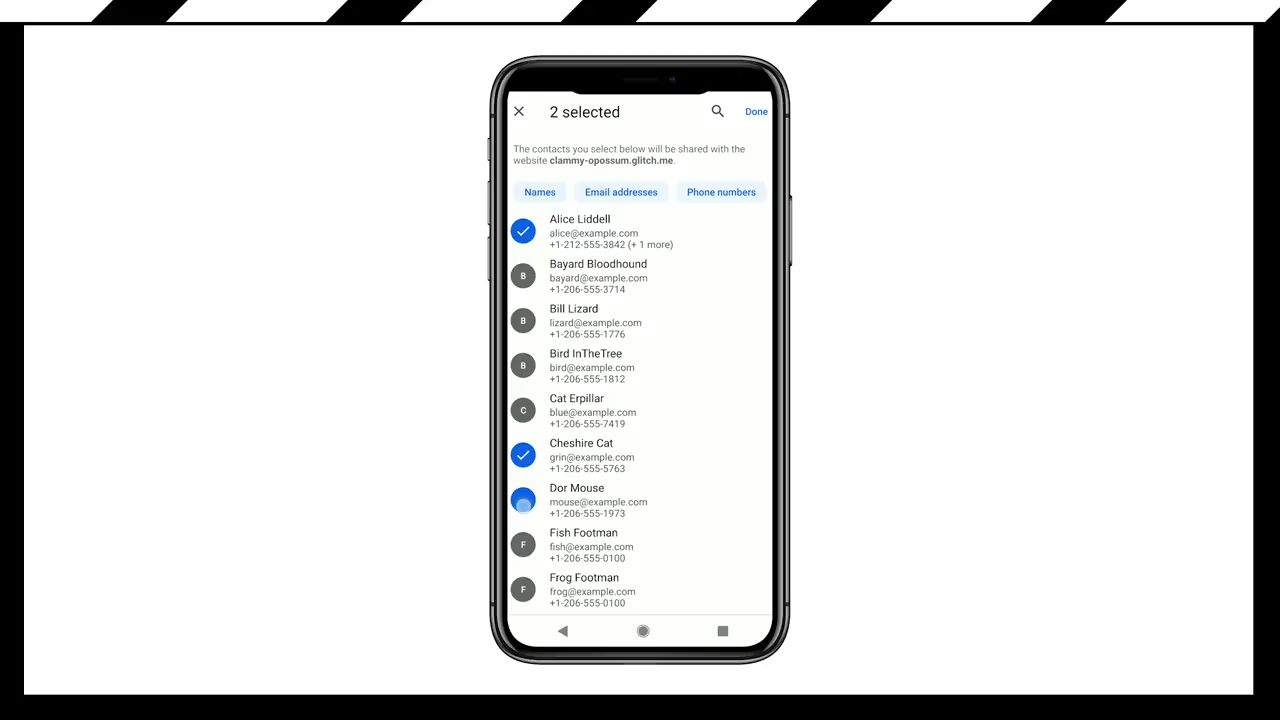 2 selected
Done
The contacts you select below will be shared with the
website clammy-opossum.glitch.me.
Names Email addresses Phone numbers
Alice Liddell
alice@example.com
+1-212-555-3842 (+ 1 more)
B
Bayard Bloodhound
bayard@example.com
+1-206-555-3714
B
Bill Lizard
lizard@example.com
+1-206-555-1776
B
Bird InTheTree
bird@example.com
+1-206-555-1812
C
Cat Erpillar
blue@example.com
+1-206-555-7419
Cheshire Cat
grin@example.com
+1-206-555-5763
Dor Mouse
mouse@example.com
+1-206-555-1973
F
Fish Footman
fish@example.com
+1-206-555-0100
F
Frog Footman
frog@example.com
+1-206-555-0100